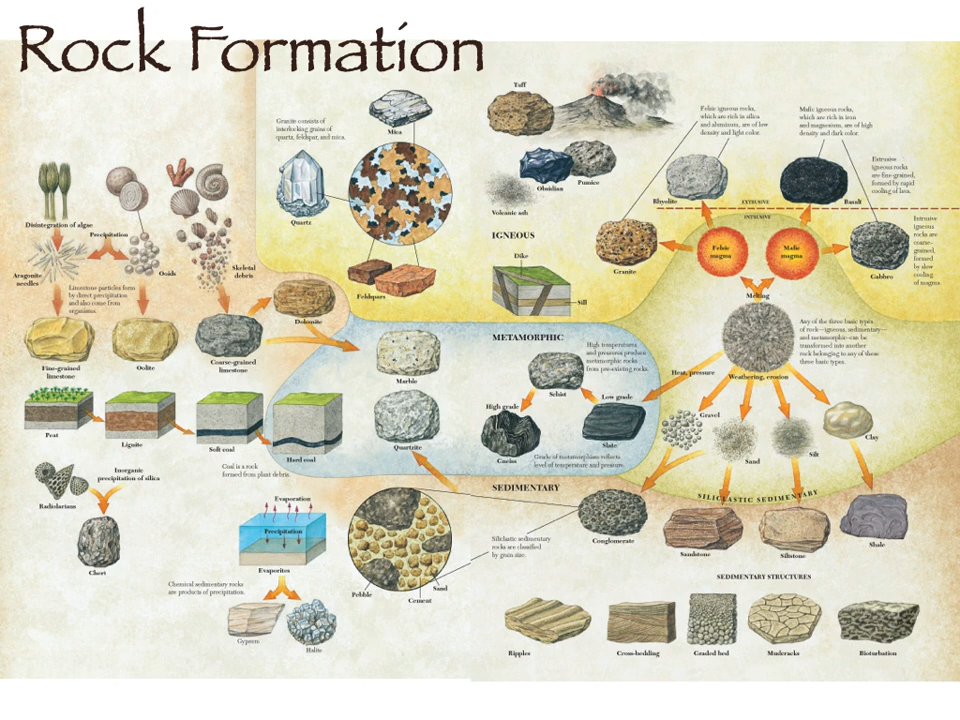 Rock Formation
Granite consists of
interlocking grains of
quartz, feldspar, and mica.
Mica
Quartz
Feldspars
Tuff
Obsidian
Pumice
Volcanic ash
IGNEOUS
Dike
Sill
Felsic igneous rocks,
which are rich in silica
and aluminum, are of low
density and light color.
Mafic igneous rocks,
which are rich in iron
and magnesium, are of high
density and dark color.
Extrusive
igneous rocks
are fine-grained,
formed by rapid
cooling of lava.
Rhyolite
EXTRUSIVE
INTRUSIVE
Basalt
Granite
Felsic
magma
Mafic
magma
Gabbro
Intrusive
igneous
rocks are
coarse-
grained,
formed
by slow
cooling
of magma.
Melting
Disintegration of algae
Precipitation
Aragonite
needles
Ooids
Skeletal
debris
Limestone particles form
by direct precipitation
and also come from
organisms.
Dolomite
Fine-grained
limestone
Oolite
Coarse-grained
limestone
Peat
Lignite
Soft coal
Hard coal
Coal is a rock
formed from plant debris.
METAMORPHIC
High temperatures
and pressures produce
metamorphic rocks
from pre-existing rocks.
Marble
Quartzite
Schist
High grade
Low grade
Gneiss
Slate
Grade of metamorphism reflects
level of temperature and pressure.
Any of the three basic types
of rock—igneous, sedimentary—
and metamorphic–can be
transformed into another
rock belonging to any of these
three basic types.
Heat, pressure
Weathering, erosion
Gravel
Sand
Silt
Clay
Radiolarians
Inorganic
precipitation of silica
Chert
Evaporation
Precipitation
Evaporites
Chemical sedimentary rocks
are products of precipitation.
Gypsum
Halite
SEDIMENTARY
Pebble
Cement
Sand
Siliclastic sedimentary
rocks are classified
by grain size.
SILICLASTIC SEDIMENTARY
Conglomerate
Sandstone
Siltstone
Shale
SEDIMENTARY STRUCTURES
Ripples
Cross-bedding
Graded bed
Mudcracks
Bioturbation